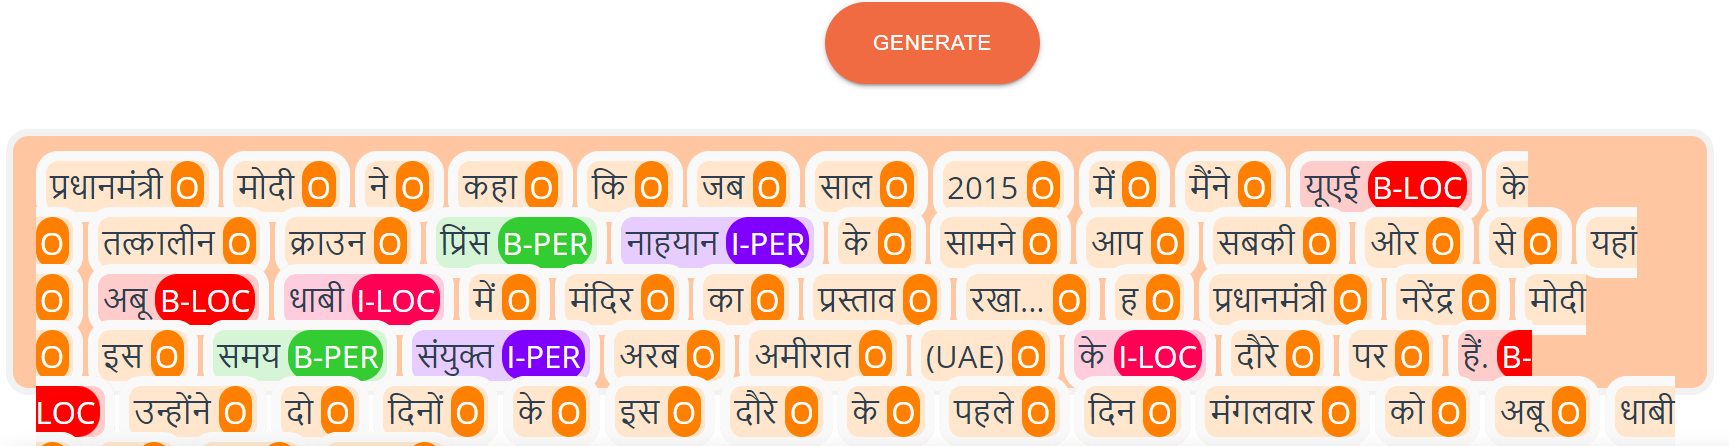 GENERATE
प्रधानमंत्री O मोदी O ने O कहा O कि O जब O साल O 2015 O में O मैंने O यूएई B-LOC के
O तत्कालीन O क्राउन O प्रिंस B-PER नाहयान I-PER के O सामने O आप O सबकी O ओर O से O यहां
O अबू B-LOC धाबी I-LOC में O मंदिर O का O प्रस्ताव O रखा... O ह O प्रधानमंत्री O नरेंद्र O मोदी
O इस O समय B-PER संयुक्त I-PER अरब O अमीरात O (UAE) O के I-LOC दौरे O पर O हैं. B-
LOC उन्होंने O दो O दिनों O के O इस O दौरे O के O पहले O दिन O मंगलवार O को O अबू O धाबी